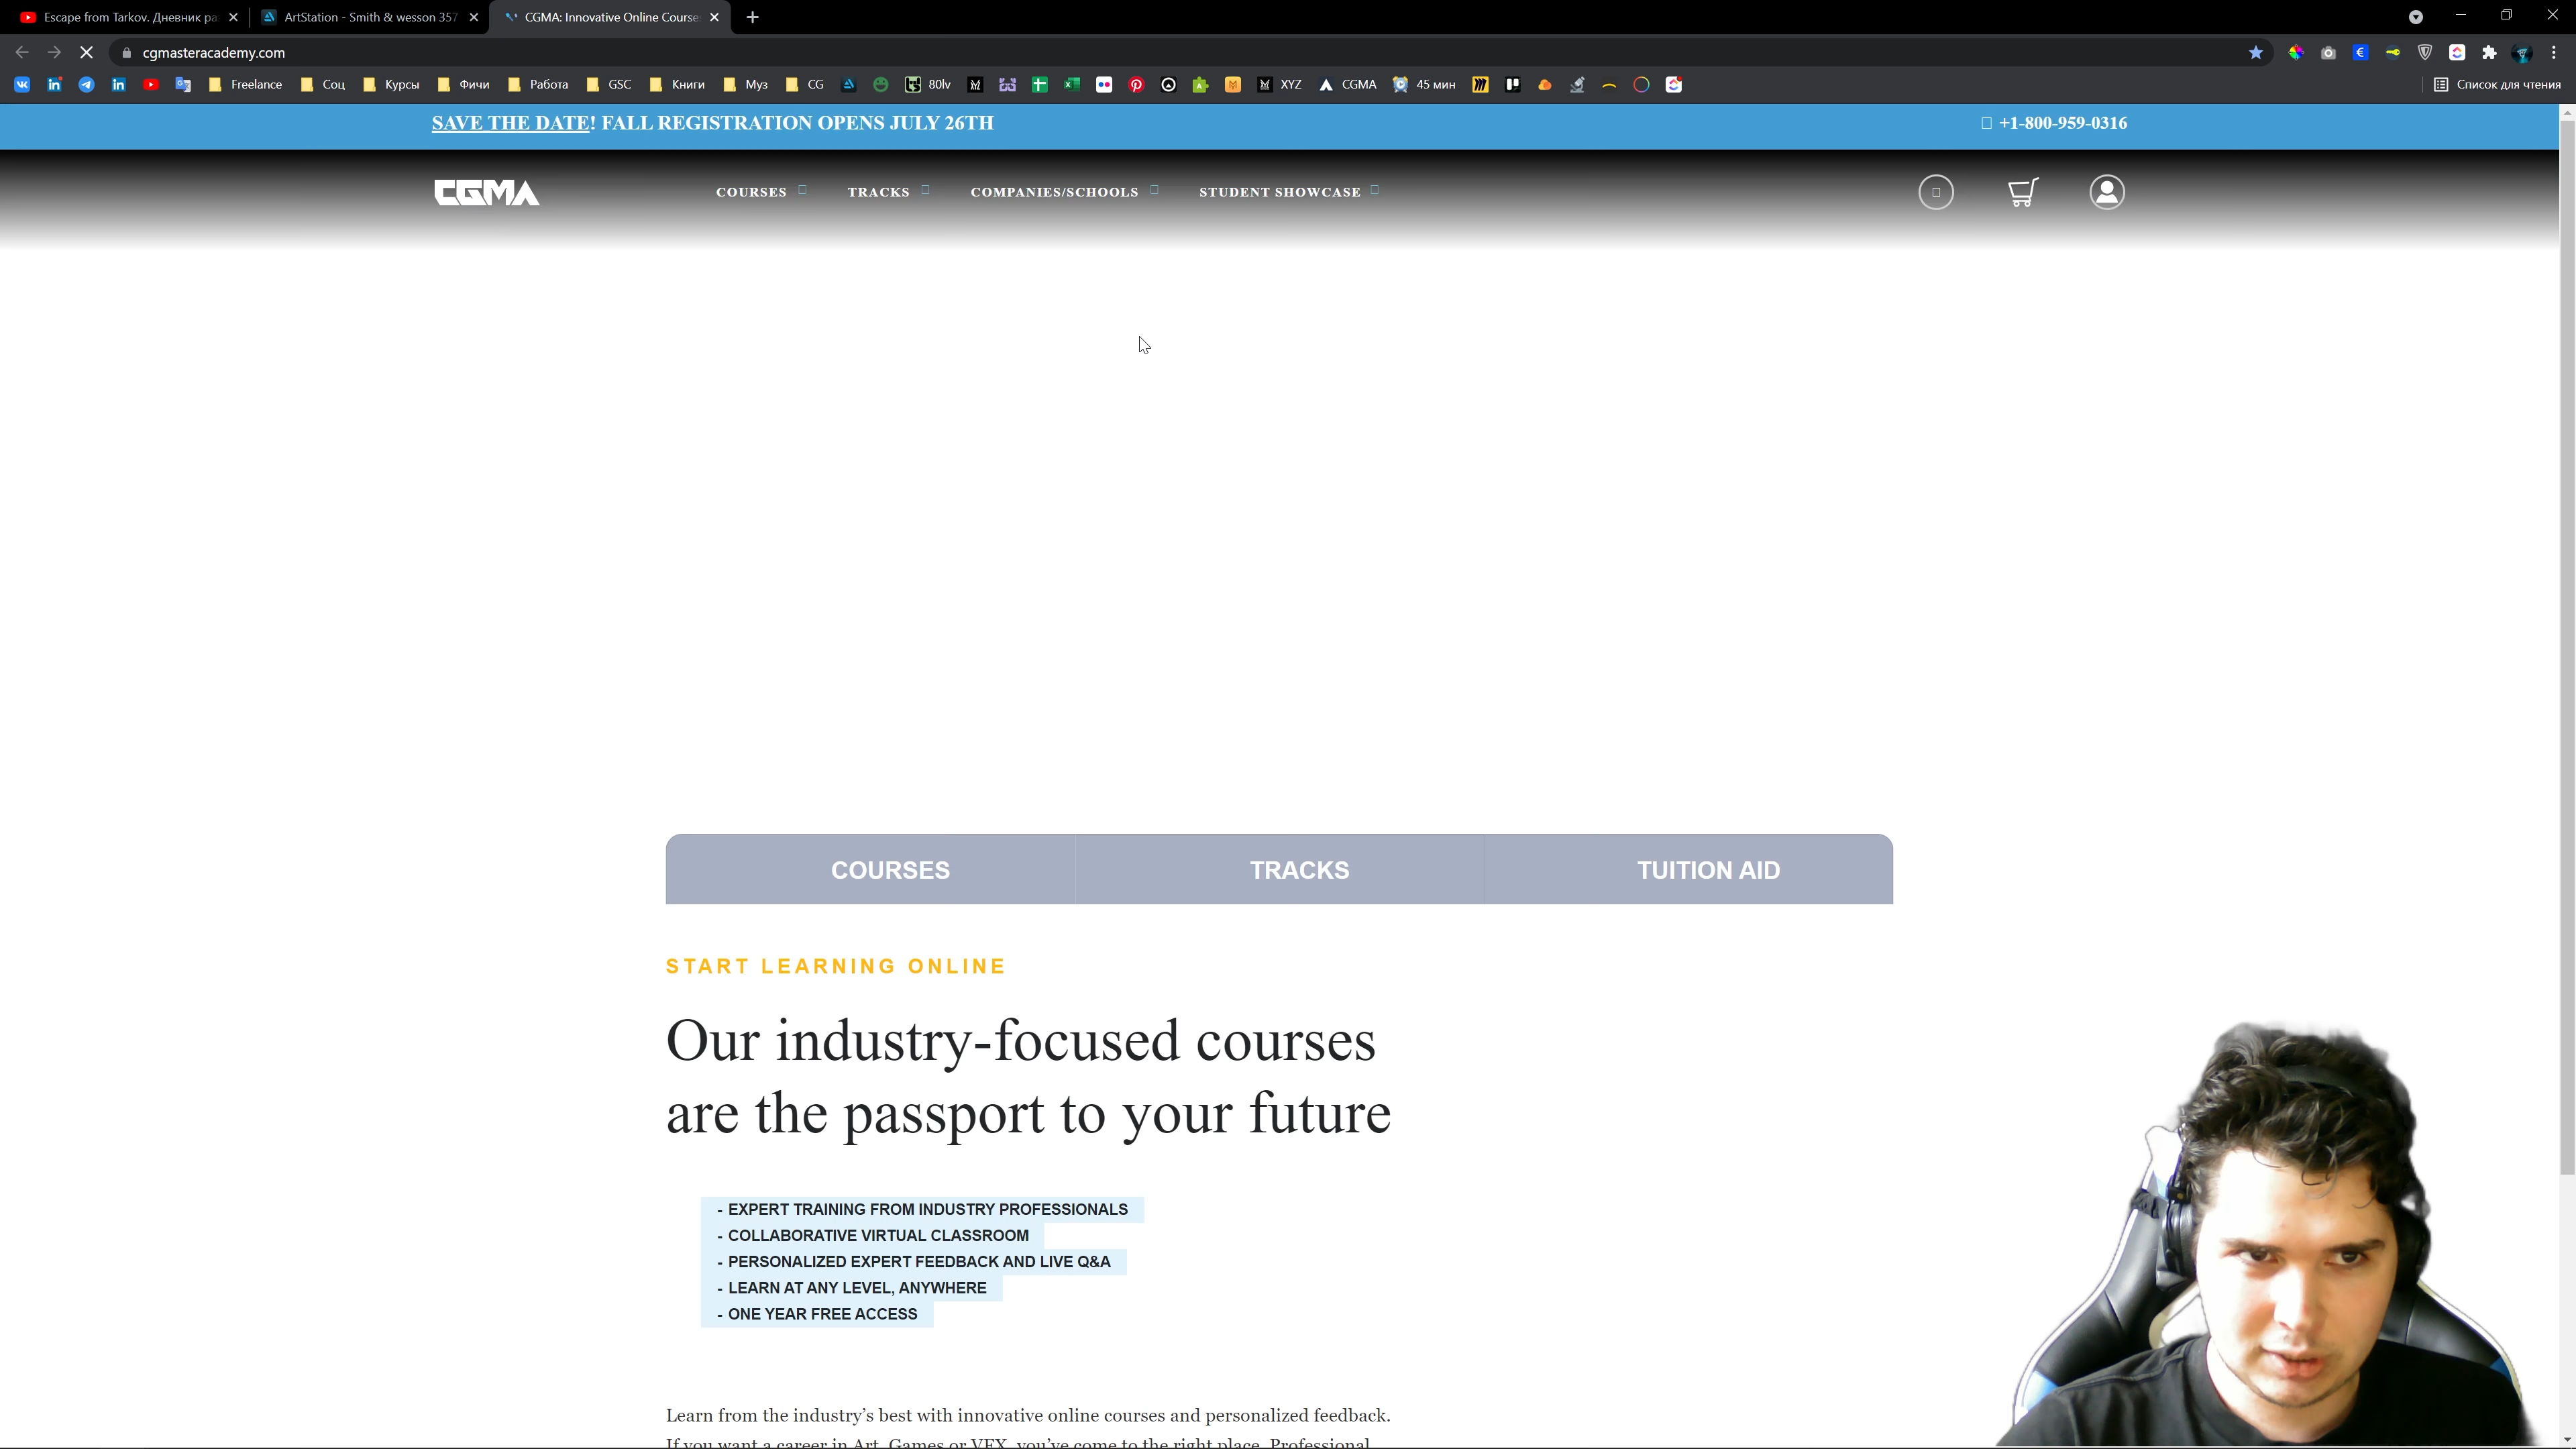 Escape from Tarkov. Дневник ра
ArtStation - Smith & wesson 357
CGMA: Innovative Online Course
cgmasteracademy.com
Freelance
Соц
Курсы
Фичи
Работа
GSC
Книги
Муз
CG
80lv
XYZ
CGMA
45 мин
Список для чтения
SAVE THE DATE! FALL REGISTRATION OPENS JULY 26TH
+1-800-959-0316
CGMA
COURSES
TRACKS
COMPANIES/SCHOOLS
STUDENT SHOWCASE
COURSES
TRACKS
TUITION AID
START LEARNING ONLINE
Our industry-focused courses
are the passport to your future
- EXPERT TRAINING FROM INDUSTRY PROFESSIONALS
- COLLABORATIVE VIRTUAL CLASSROOM
- PERSONALIZED EXPERT FEEDBACK AND LIVE Q&A
- LEARN AT ANY LEVEL, ANYWHERE
- ONE YEAR FREE ACCESS
Learn from the industry's best with innovative online courses and personalized feedback.
If you want a career in Art, Games or VFX, you've come to the right place. Professional